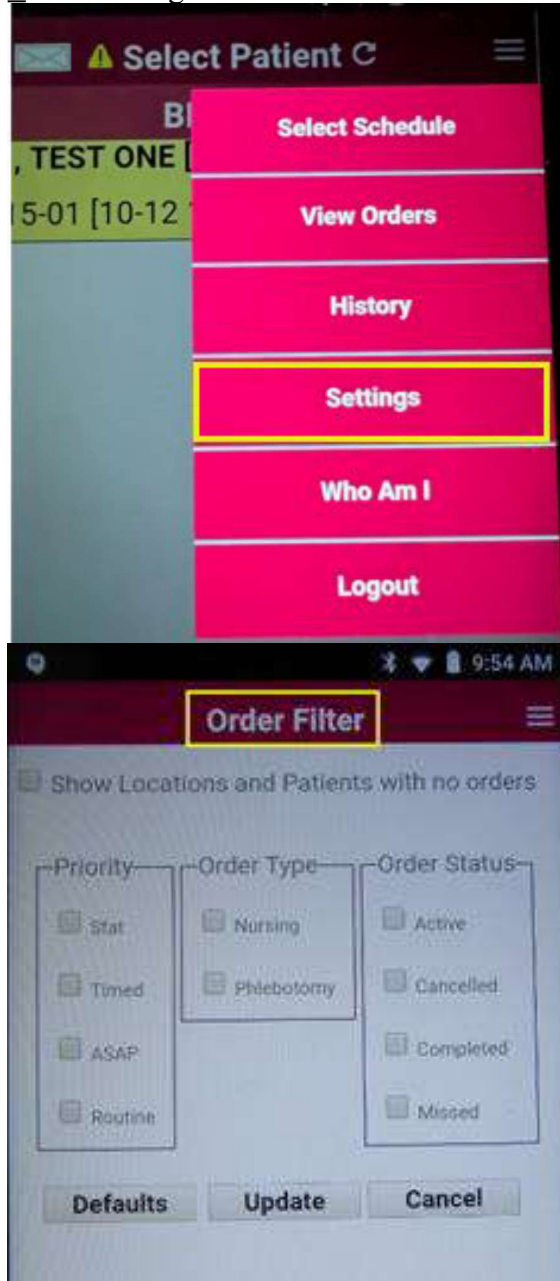 Select Patient
Select Schedule
, TEST ONE [
View Orders
15-01 [10-12
History
Settings
Who Am I
Logout
9:54 AM
Order Filter
Show Locations and Patients with no orders
Priority Order Type Order Status
Stat Nursing Active
Timed Phlebotomy Cancelled
ASAP Completed
Routine Missed
Defaults Update Cancel